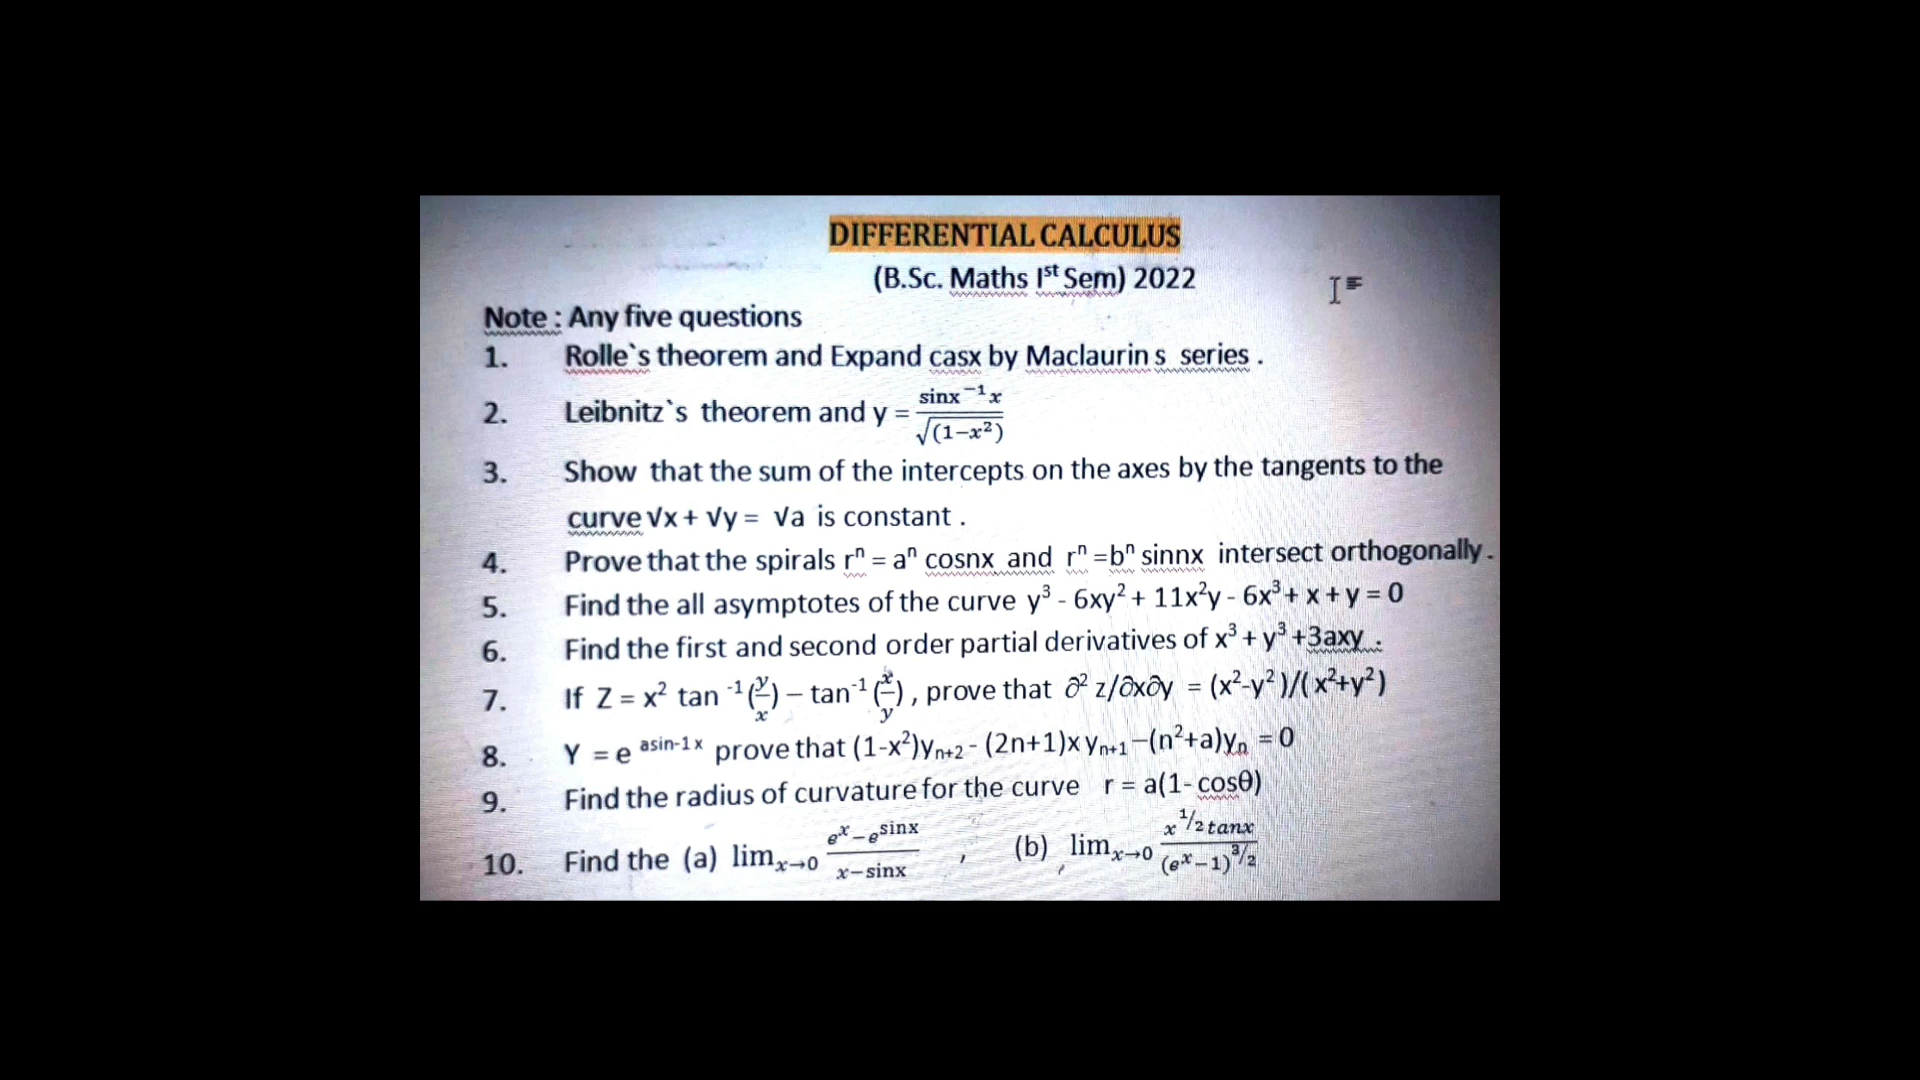 DIFFERENTIAL CALCULUS
(B.Sc. Maths Iˢᵗ Sem) 2022
Note : Any five questions
1. Rolle`s theorem and Expand casx by Maclaurin s series .
2. Leibnitz`s theorem and y = sinx⁻¹x / √(1−x²)
3. Show that the sum of the intercepts on the axes by the tangents to the
curve √x + √y = √a is constant .
4. Prove that the spirals rⁿ = aⁿ cosnx and rⁿ =bⁿ sinnx intersect orthogonally .
5. Find the all asymptotes of the curve y³ - 6xy² + 11x²y - 6x³ + x + y = 0
6. Find the first and second order partial derivatives of x³ + y³ +3axy .
7. If Z = x² tan ⁻¹(y/x) – tan⁻¹ (x/y) , prove that ∂² z/∂x∂y = (x²-y² )/( x²+y²)
8. Y = e ᵃˢⁱⁿ⁻¹ ˣ prove that (1-x²)yₙ₊₂ - (2n+1)x yₙ₊₁ –(n²+a)yₙ = 0
9. Find the radius of curvature for the curve r = a(1- cosθ)
10. Find the (a) limₓ→₀ (eˣ−e^sinx)/(x−sinx) , (b) limₓ→₀ (x^1/2 tanx)/((eˣ−1)^3/2)